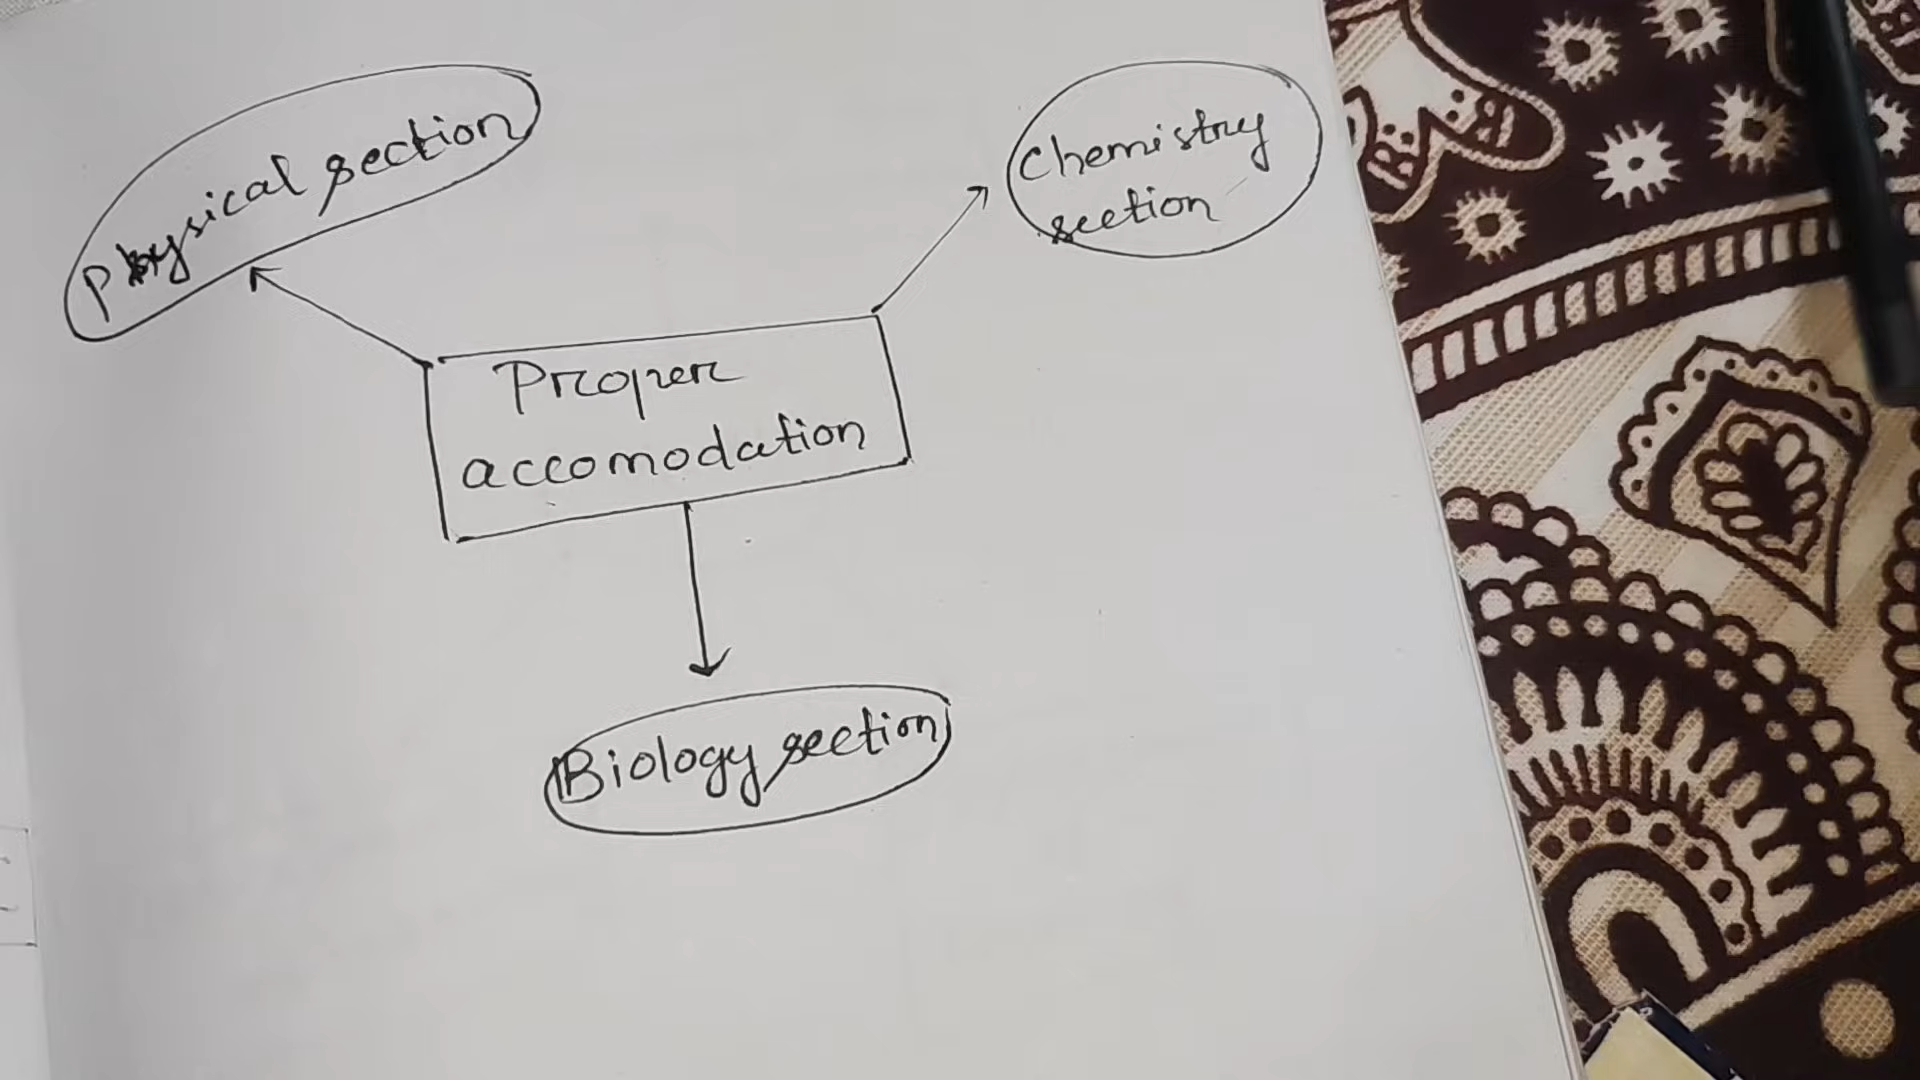 Physical section
Chemistry
section
Proper
accomodation
Biology section